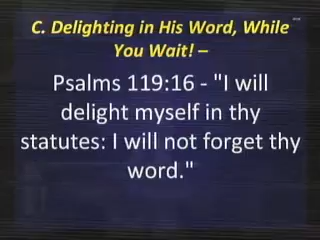 C. Delighting in His Word, While
You Wait! –
Psalms 119:16 - "I will
delight myself in thy
statutes: I will not forget thy
word."